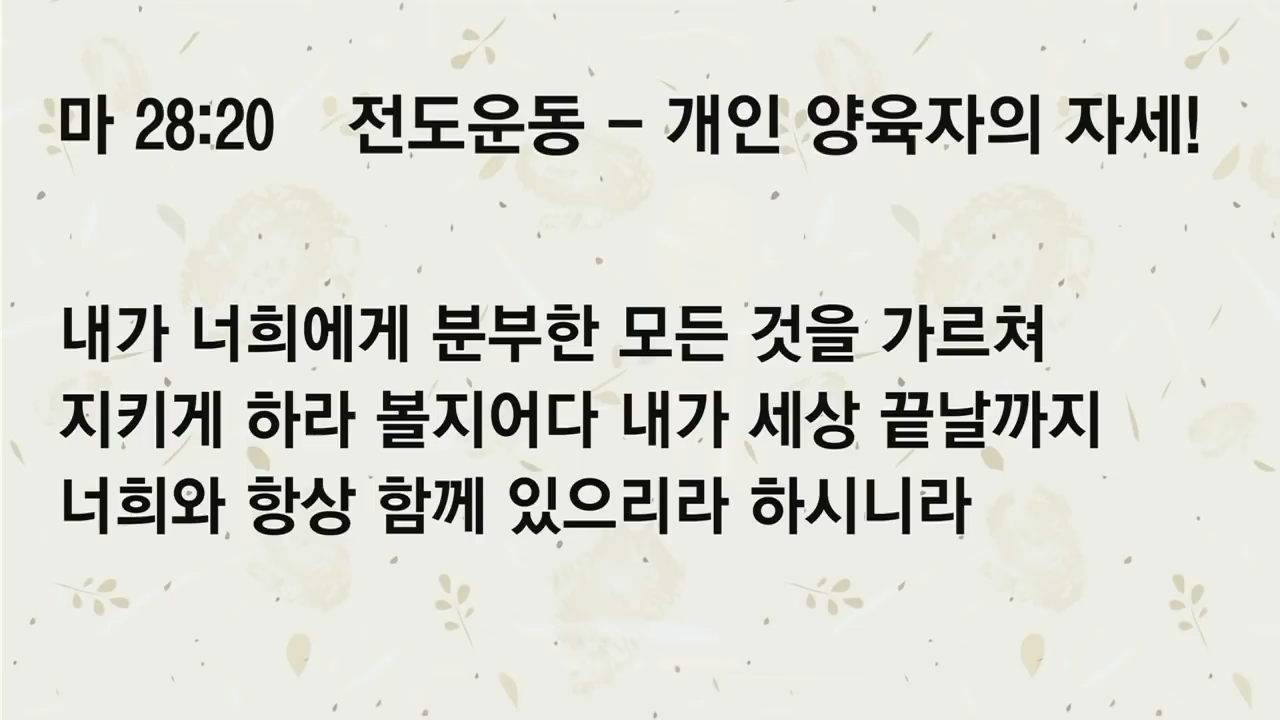 마 28:20 전도운동 - 개인 양육자의 자세!
내가 너희에게 분부한 모든 것을 가르쳐
지키게 하라 볼지어다 내가 세상 끝날까지
너희와 항상 함께 있으리라 하시니라